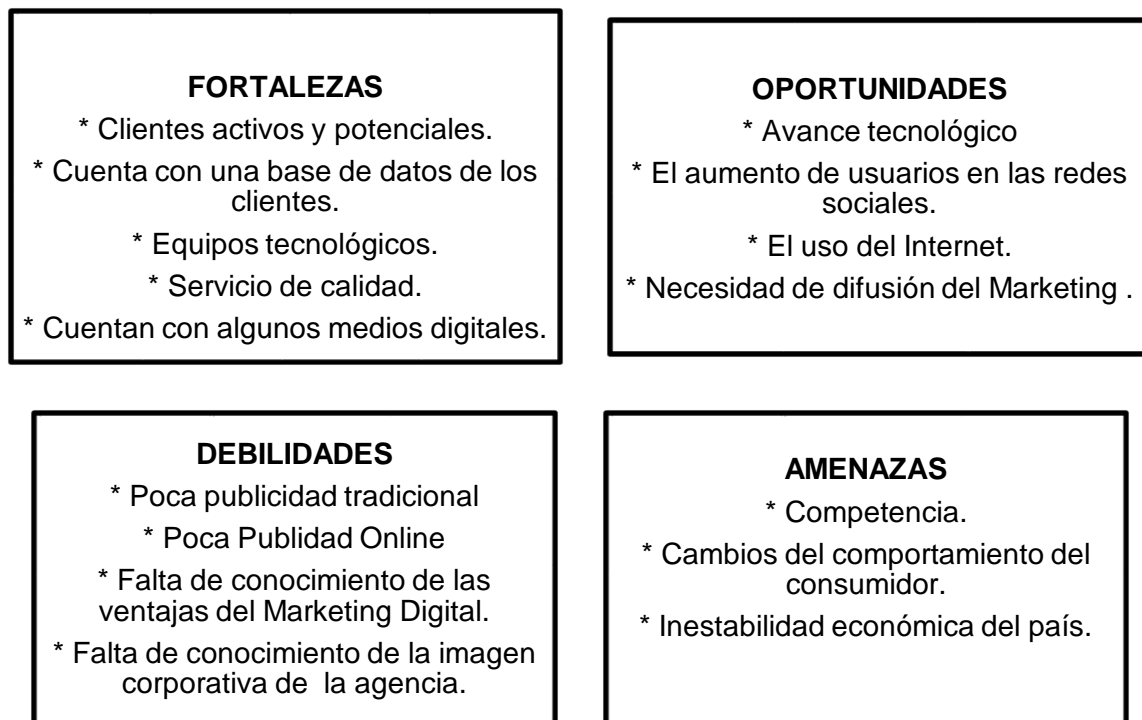 FORTALEZAS
* Clientes activos y potenciales.
* Cuenta con una base de datos de los
clientes.
* Equipos tecnológicos.
* Servicio de calidad.
* Cuentan con algunos medios digitales.
OPORTUNIDADES
* Avance tecnológico
* El aumento de usuarios en las redes
sociales.
* El uso del Internet.
* Necesidad de difusión del Marketing .
DEBILIDADES
* Poca publicidad tradicional
* Poca Publidad Online
* Falta de conocimiento de las
ventajas del Marketing Digital.
* Falta de conocimiento de la imagen
corporativa de  la agencia.
AMENAZAS
* Competencia.
* Cambios del comportamiento del
consumidor.
* Inestabilidad económica del país.